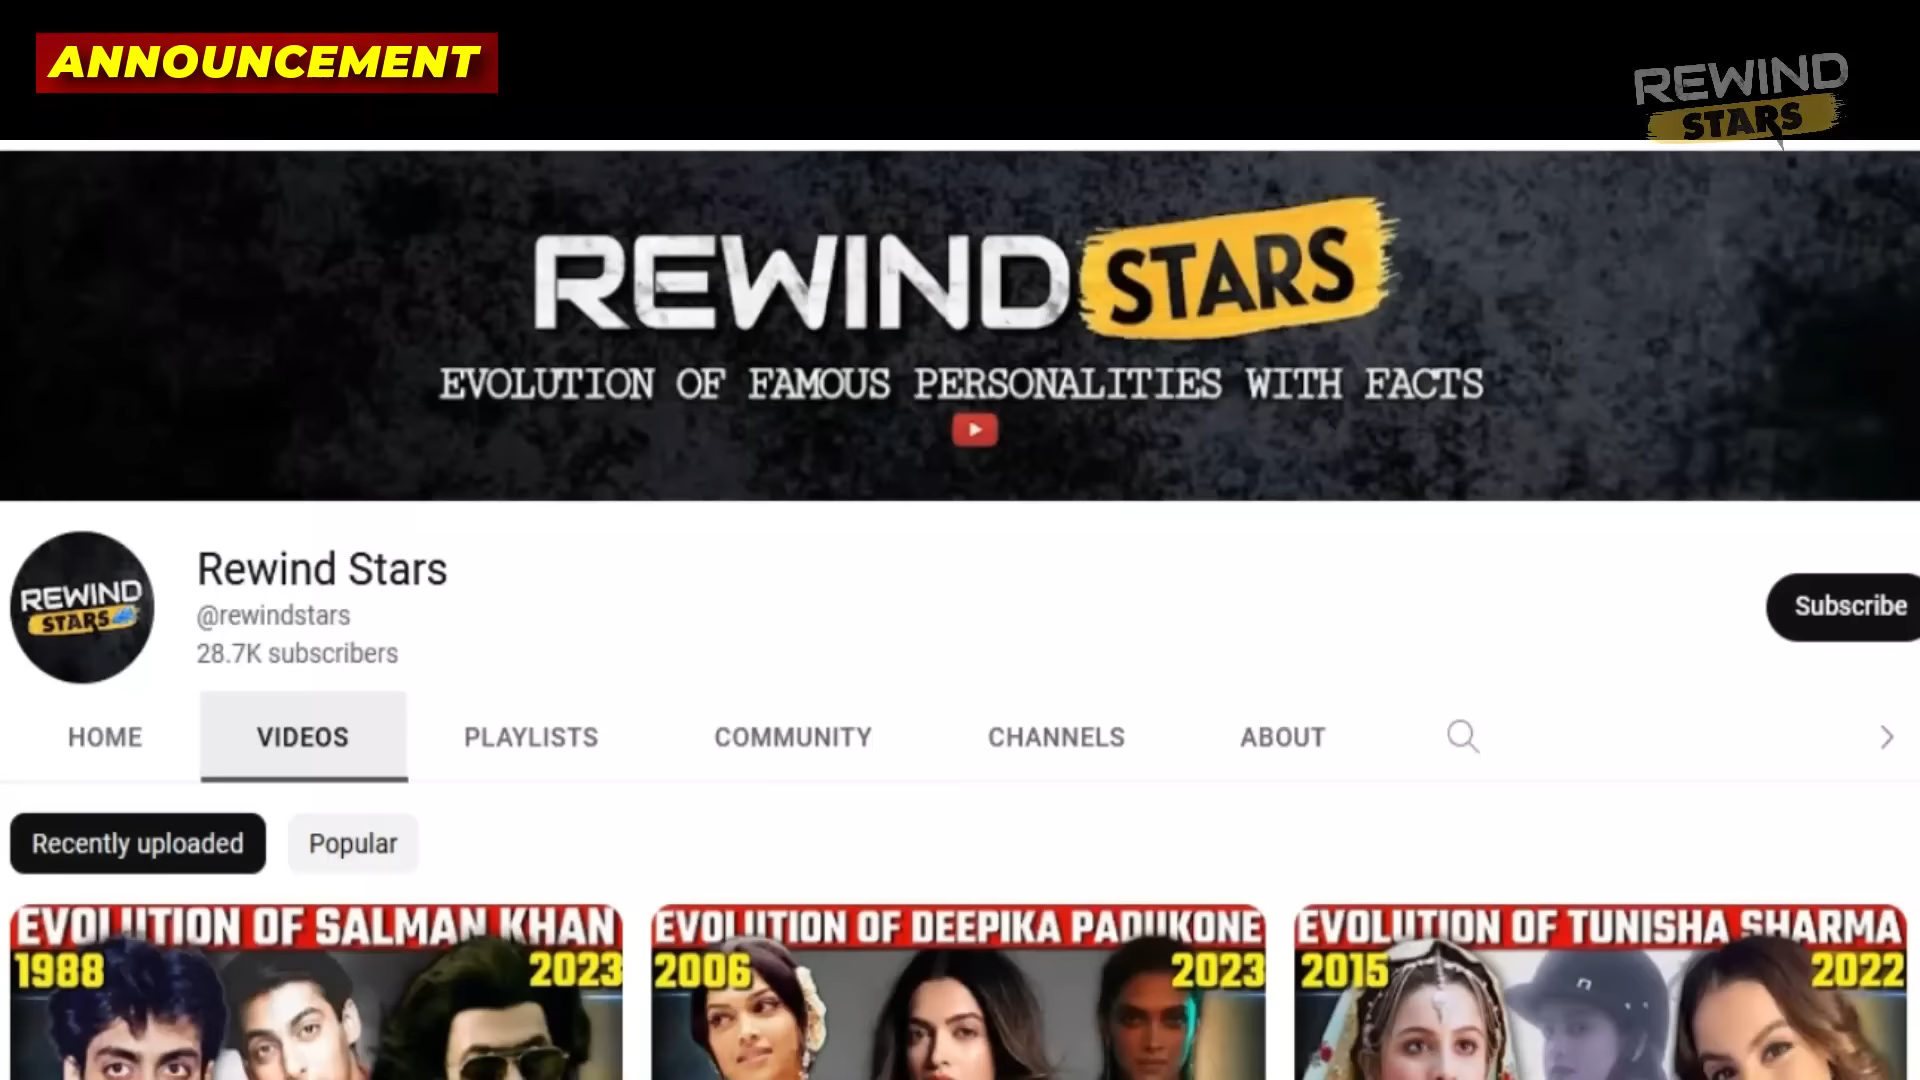 ANNOUNCEMENT
REWIND
STARS
REWIND STARS
EVOLUTION OF FAMOUS PERSONALITIES WITH FACTS
REWIND
STARS
Rewind Stars
@rewindstars
28.7K subscribers
Subscribe
HOME VIDEOS PLAYLISTS COMMUNITY CHANNELS ABOUT
Recently uploaded Popular
EVOLUTION OF SALMAN KHAN
1988 2023
EVOLUTION OF DEEPIKA PADUKONE
2006 2023
EVOLUTION OF TUNISHA SHARMA
2015 2022